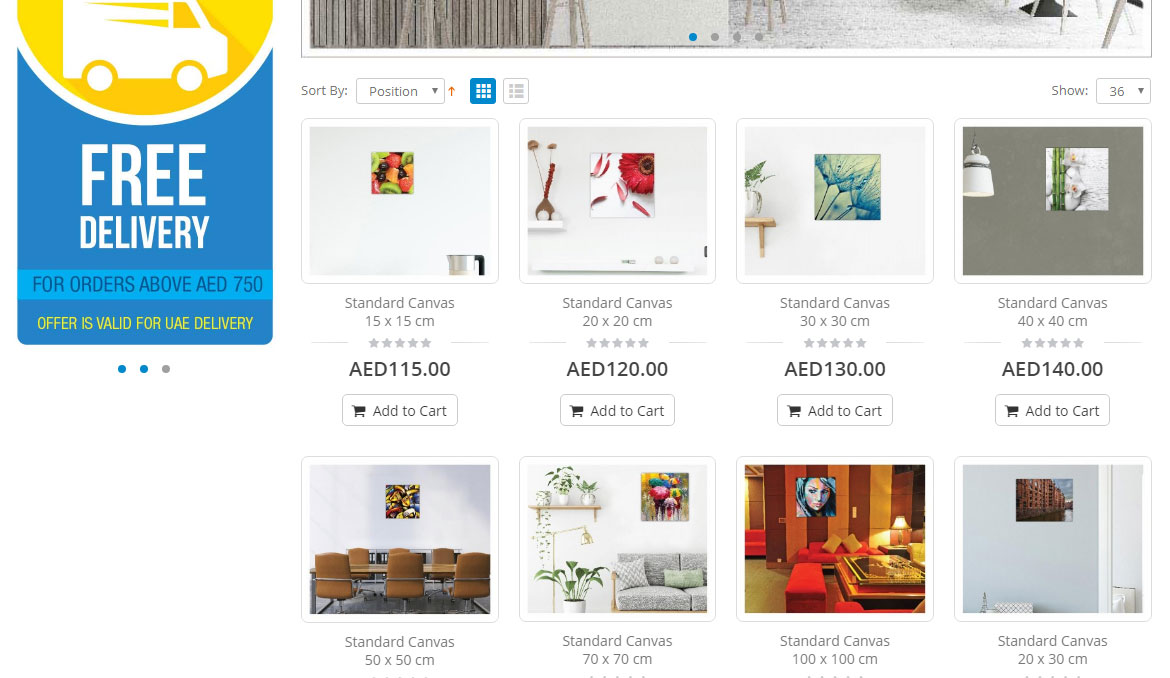 FREE
DELIVERY
FOR ORDERS ABOVE AED 750
OFFER IS VALID FOR UAE DELIVERY
Sort By: Position
Show: 36
Standard Canvas
15 x 15 cm
AED115.00
Add to Cart
Standard Canvas
20 x 20 cm
AED120.00
Add to Cart
Standard Canvas
30 x 30 cm
AED130.00
Add to Cart
Standard Canvas
40 x 40 cm
AED140.00
Add to Cart
Standard Canvas
50 x 50 cm
Standard Canvas
70 x 70 cm
Standard Canvas
100 x 100 cm
Standard Canvas
20 x 30 cm